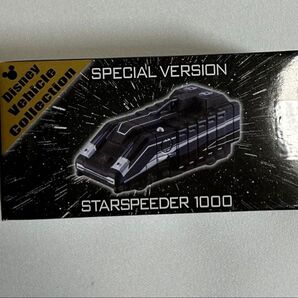 Disney
Vehicle
Collection
SPECIAL VERSION
STARSPEEDER 1000